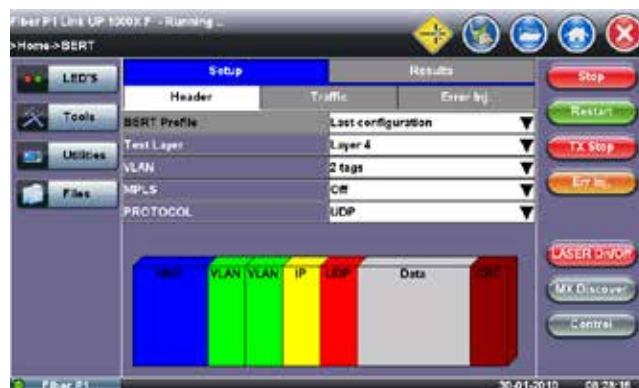 Fiber P1 Link UP 1000X F - Running ...
>Home->BERT
LED'S
Tools
Utilities
Files
Setup
Results
Header
Traffic
Error Inj.
BERT Profile
Last configuration
Test Layer
Layer 4
VLAN
2 tags
MPLS
Off
PROTOCOL
UDP
MAC
VLAN
VLAN
IP
UDP
Data
CRC
Stop
Restart
TX Stop
Err Inj.
LASER On/Off
MX Discover
Control
Fiber P1
30-01-2010
08:28:16